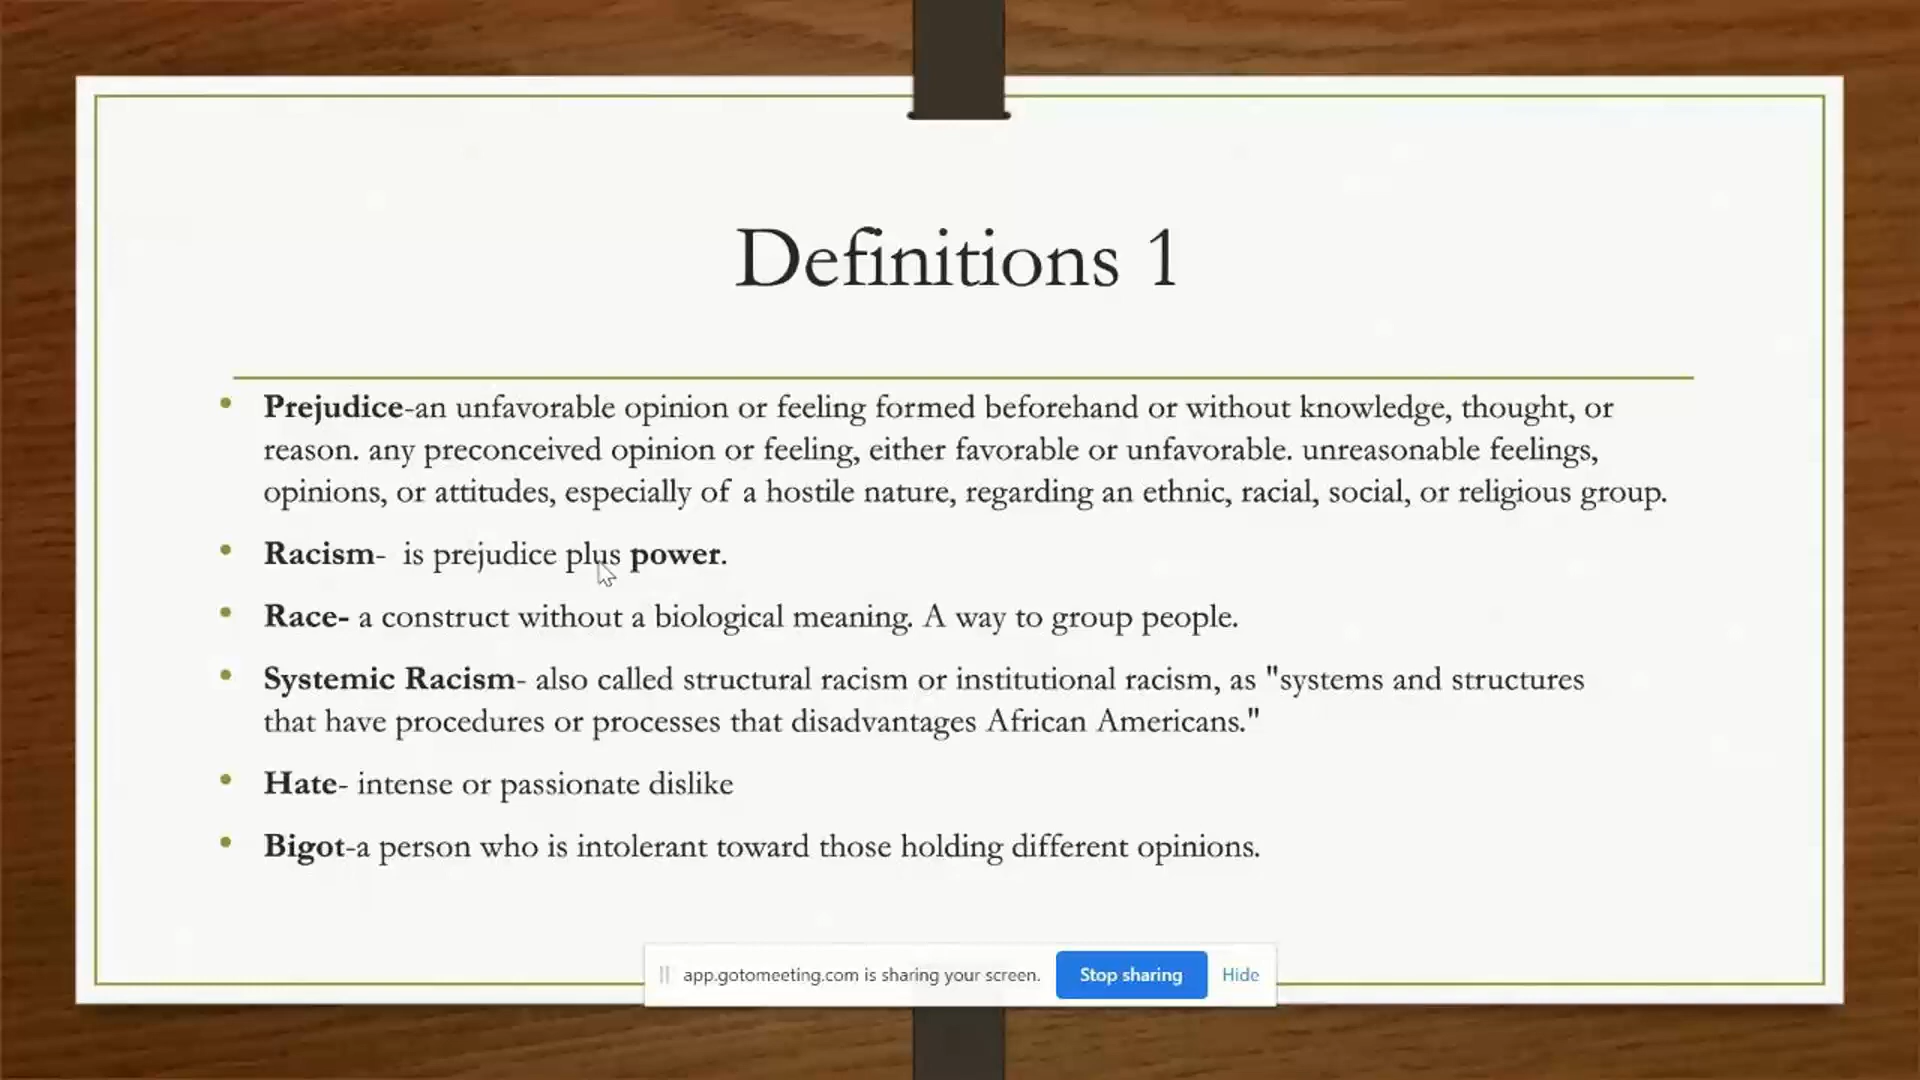 Definitions 1
• Prejudice-an unfavorable opinion or feeling formed beforehand or without knowledge, thought, or
reason. any preconceived opinion or feeling, either favorable or unfavorable. unreasonable feelings,
opinions, or attitudes, especially of a hostile nature, regarding an ethnic, racial, social, or religious group.
• Racism-  is prejudice plus power.
• Race- a construct without a biological meaning. A way to group people.
• Systemic Racism- also called structural racism or institutional racism, as "systems and structures
that have procedures or processes that disadvantages African Americans."
• Hate- intense or passionate dislike
• Bigot-a person who is intolerant toward those holding different opinions.
app.gotomeeting.com is sharing your screen. Stop sharing Hide